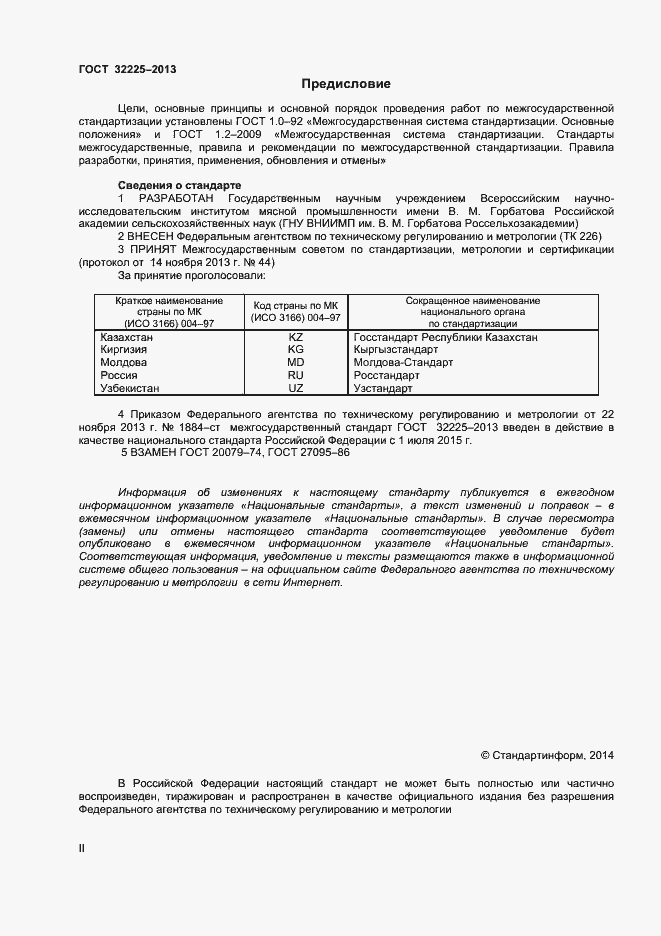 ГОСТ 32225–2013
Предисловие
Цели, основные принципы и основной порядок проведения работ по межгосударственной
стандартизации установлены ГОСТ 1.0–92 «Межгосударственная система стандартизации. Основные
положения» и ГОСТ 1.2–2009 «Межгосударственная система стандартизации. Стандарты
межгосударственные, правила и рекомендации по межгосударственной стандартизации. Правила
разработки, принятия, применения, обновления и отмены»
Сведения о стандарте
1 РАЗРАБОТАН Государственным научным учреждением Всероссийским научно-
исследовательским институтом мясной промышленности имени В. М. Горбатова Российской
академии сельскохозяйственных наук (ГНУ ВНИИМП им. В. М. Горбатова Россельхозакадемии)
2 ВНЕСЕН Федеральным агентством по техническому регулированию и метрологии (ТК 226)
3 ПРИНЯТ Межгосударственным советом по стандартизации, метрологии и сертификации
(протокол от 14 ноября 2013 г. № 44)
За принятие проголосовали:
Краткое наименование
страны по МК
(ИСО 3166) 004–97
Код страны по МК
(ИСО 3166) 004–97
Сокращенное наименование
национального органа
по стандартизации
Казахстан KZ Госстандарт Республики Казахстан
Киргизия KG Кыргызстандарт
Молдова MD Молдова-Стандарт
Россия RU Росстандарт
Узбекистан UZ Узстандарт
4 Приказом Федерального агентства по техническому регулированию и метрологии от 22
ноября 2013 г. № 1884–ст межгосударственный стандарт ГОСТ 32225–2013 введен в действие в
качестве национального стандарта Российской Федерации с 1 июля 2015 г.
5 ВЗАМЕН ГОСТ 20079–74, ГОСТ 27095–86
Информация об изменениях к настоящему стандарту публикуется в ежегодном
информационном указателе «Национальные стандарты», а текст изменений и поправок – в
ежемесячном информационном указателе «Национальные стандарты». В случае пересмотра
(замены) или отмены настоящего стандарта соответствующее уведомление будет
опубликовано в ежемесячном информационном указателе «Национальные стандарты».
Соответствующая информация, уведомление и тексты размещаются также в информационной
системе общего пользования – на официальном сайте Федерального агентства по техническому
регулированию и метрологии в сети Интернет.
© Стандартинформ, 2014
В Российской Федерации настоящий стандарт не может быть полностью или частично
воспроизведен, тиражирован и распространен в качестве официального издания без разрешения
Федерального агентства по техническому регулированию и метрологии
II